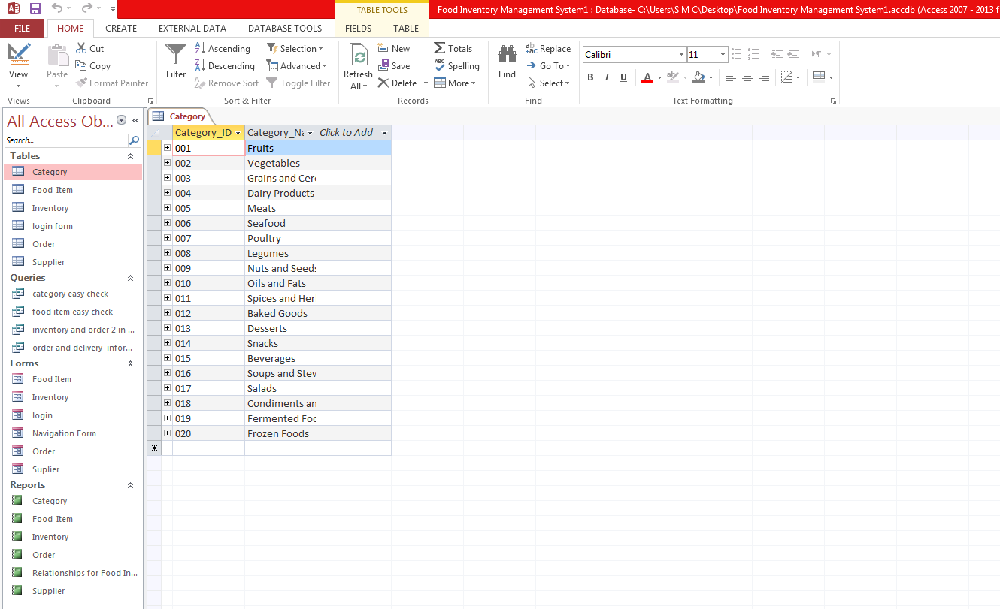 TABLE TOOLS
Food Inventory Management System1 : Database- C:\Users\S M C\Desktop\Food Inventory Management System1.accdb (Access 2007 - 2013 f
FILE HOME CREATE EXTERNAL DATA DATABASE TOOLS FIELDS TABLE
View
Views
Paste
Cut
Copy
Format Painter
Clipboard
Filter
Ascending
Descending
Remove Sort
Selection
Advanced
Toggle Filter
Sort & Filter
Refresh
All
New
Save
Delete
Totals
Spelling
More
Records
Find
Replace
Go To
Select
Find
Calibri 11
B I U A
Text Formatting
All Access Ob...
Search...
Tables
Category
Food_Item
Inventory
login form
Order
Supplier
Queries
category easy check
food item easy check
inventory and order 2 in ...
order and delivery infor...
Forms
Food Item
Inventory
login
Navigation Form
Order
Suplier
Reports
Category
Food_Item
Inventory
Order
Relationships for Food In...
Supplier
Category
Category_ID Category_Na Click to Add
001 Fruits
002 Vegetables
003 Grains and Cere
004 Dairy Products
005 Meats
006 Seafood
007 Poultry
008 Legumes
009 Nuts and Seeds
010 Oils and Fats
011 Spices and Her
012 Baked Goods
013 Desserts
014 Snacks
015 Beverages
016 Soups and Stew
017 Salads
018 Condiments an
019 Fermented Foo
020 Frozen Foods